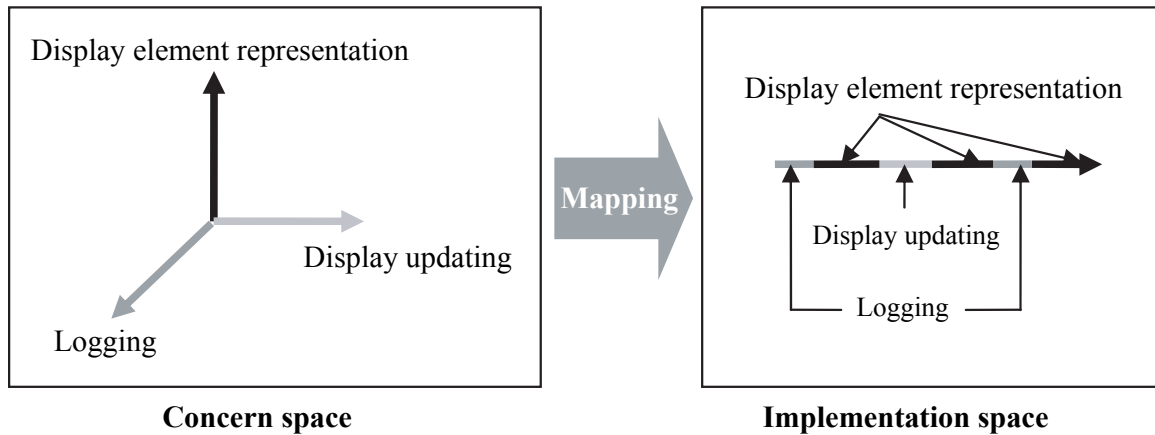 Display element representation
Display updating
Logging
Concern space
Mapping
Display element representation
Display updating
Logging
Implementation space